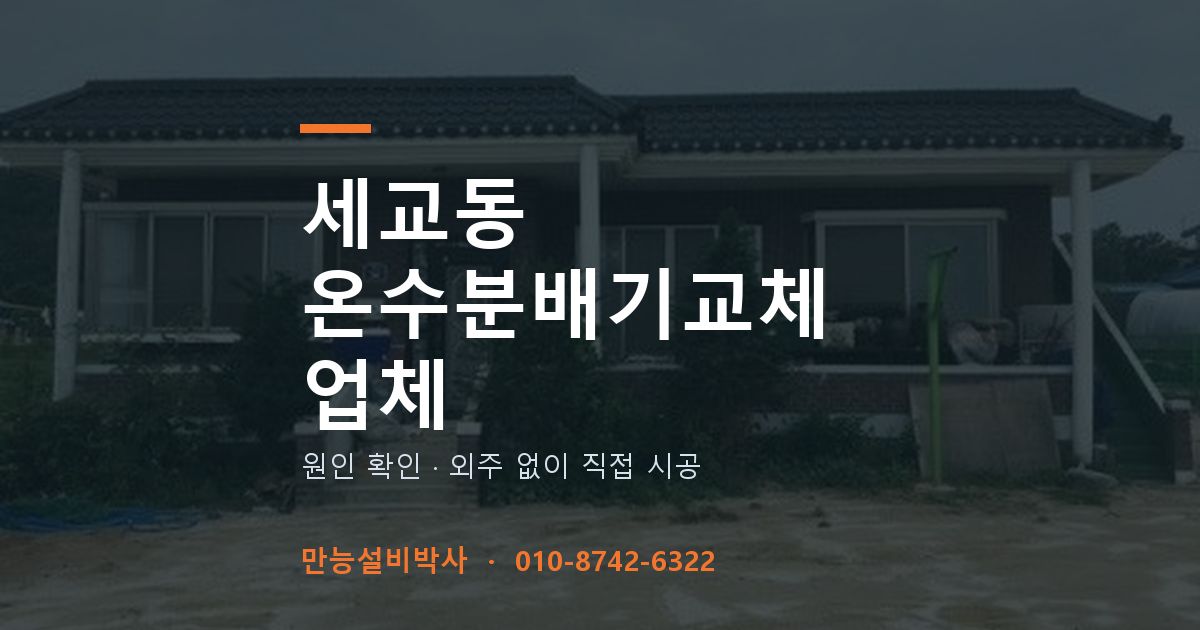 세교동
온수분배기교체
업체
원인 확인 · 외주 없이 직접 시공
만능설비박사 · 010-8742-6322